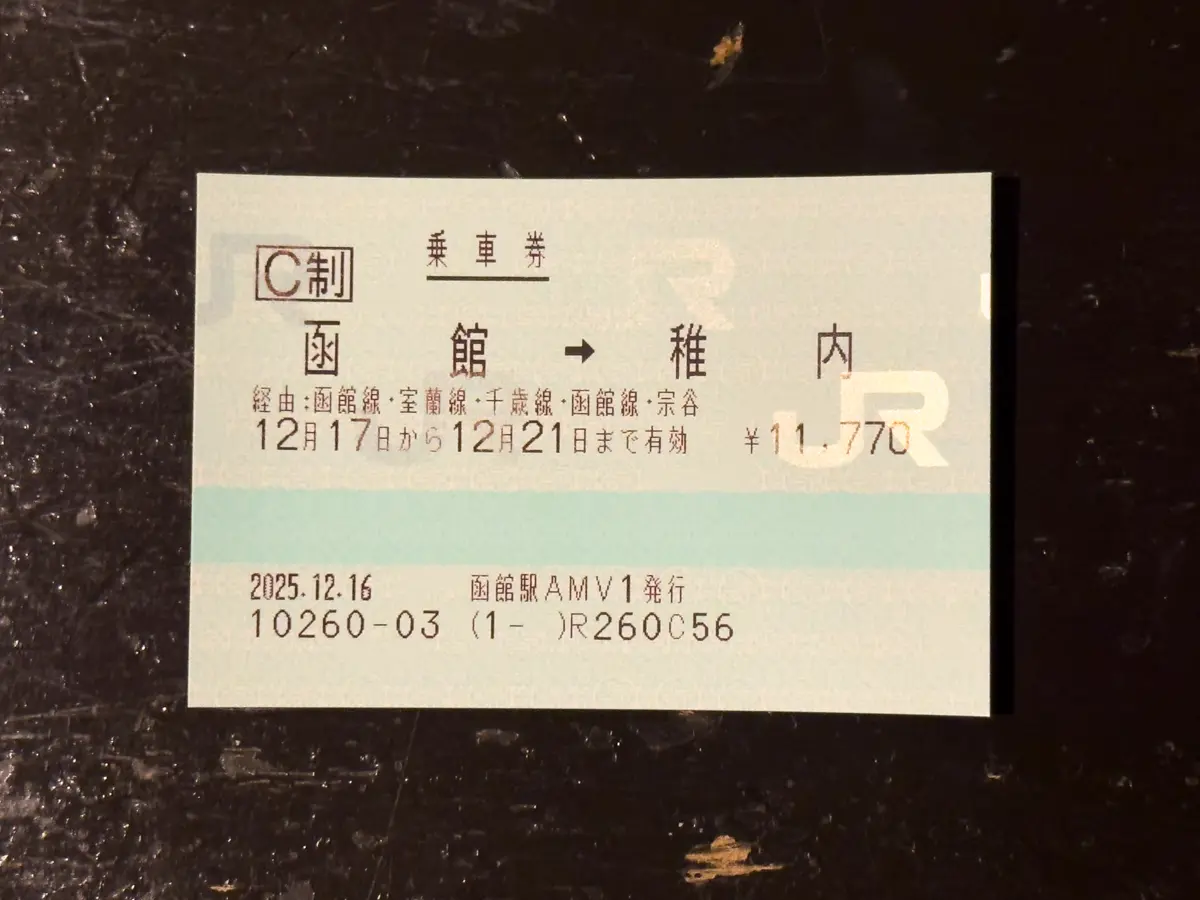 乗車券
C制
函館➡稚内
経由:函館線・室蘭線・千歳線・函館線・宗谷
12月17日から12月21日まで有効 ¥11,770
2025.12.16 函館駅AMV1発行
10260-03 (1- )R260C56
JR
JR
JR